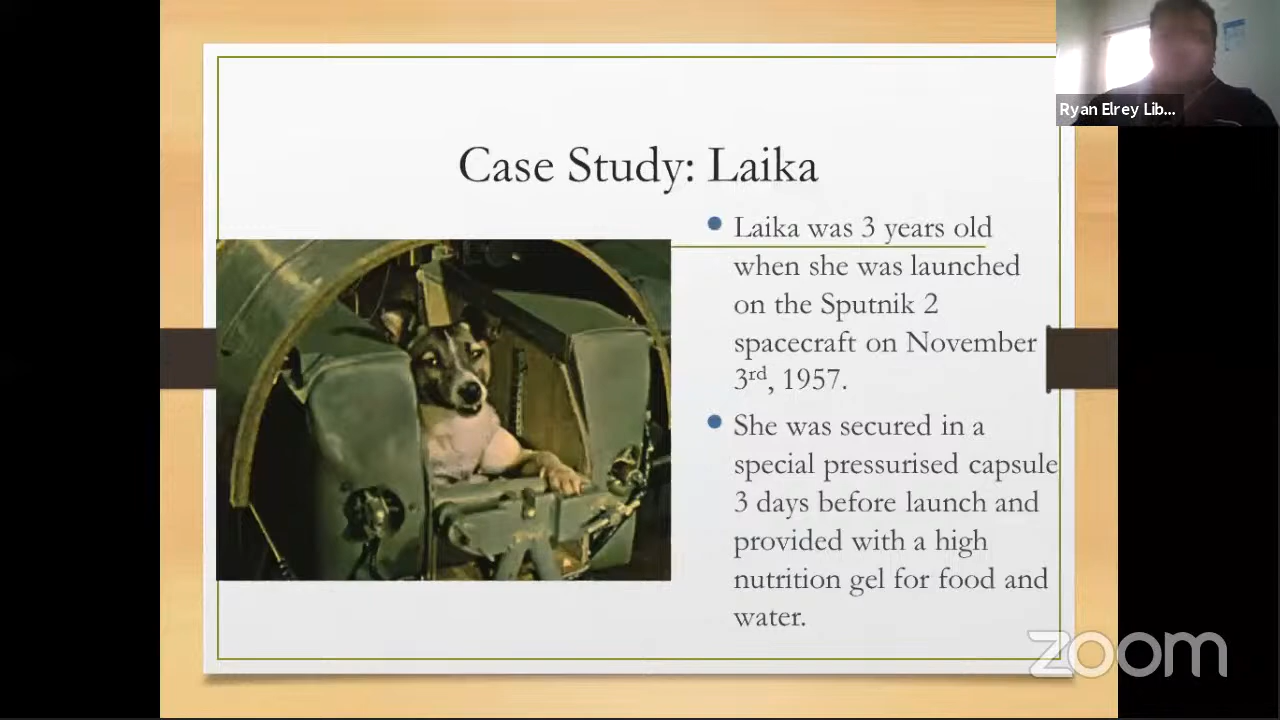 Ryan Elrey Lib...
Case Study: Laika
Laika was 3 years old
when she was launched
on the Sputnik 2
spacecraft on November
3rd, 1957.
She was secured in a
special pressurised capsule
3 days before launch and
provided with a high
nutrition gel for food and
water.
zoom